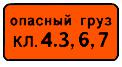 опасный груз
кл. 4.3, 6, 7